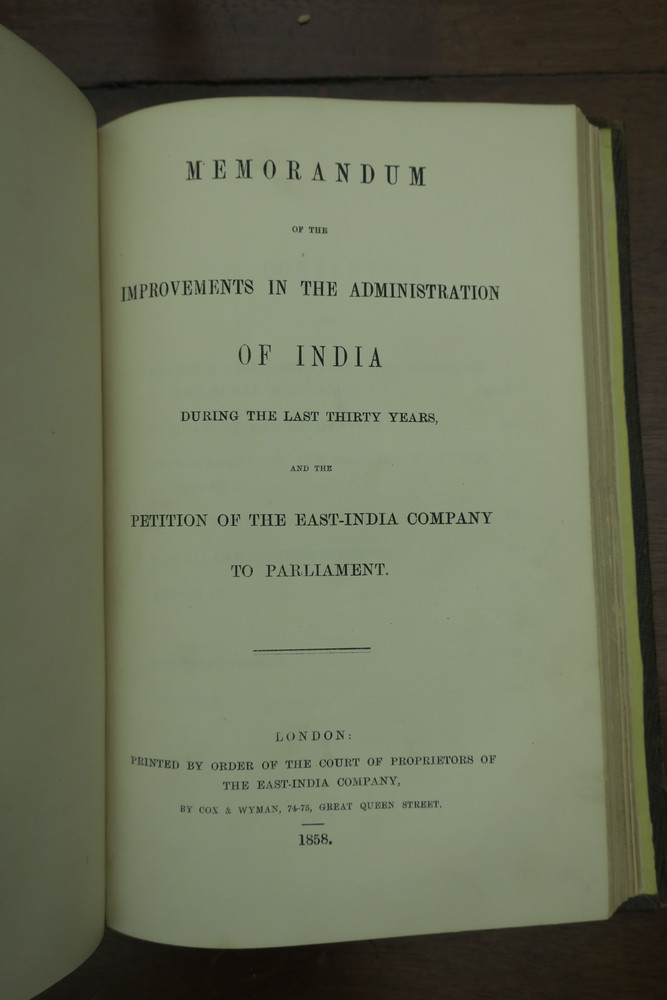 MEMORANDUM
OF THE
IMPROVEMENTS IN THE ADMINISTRATION
OF INDIA
DURING THE LAST THIRTY YEARS,
AND THE
PETITION OF THE EAST-INDIA COMPANY
TO PARLIAMENT.
LONDON:
PRINTED BY ORDER OF THE COURT OF PROPRIETORS OF
THE EAST-INDIA COMPANY,
BY COX & WYMAN, 74-75, GREAT QUEEN STREET.
1858.